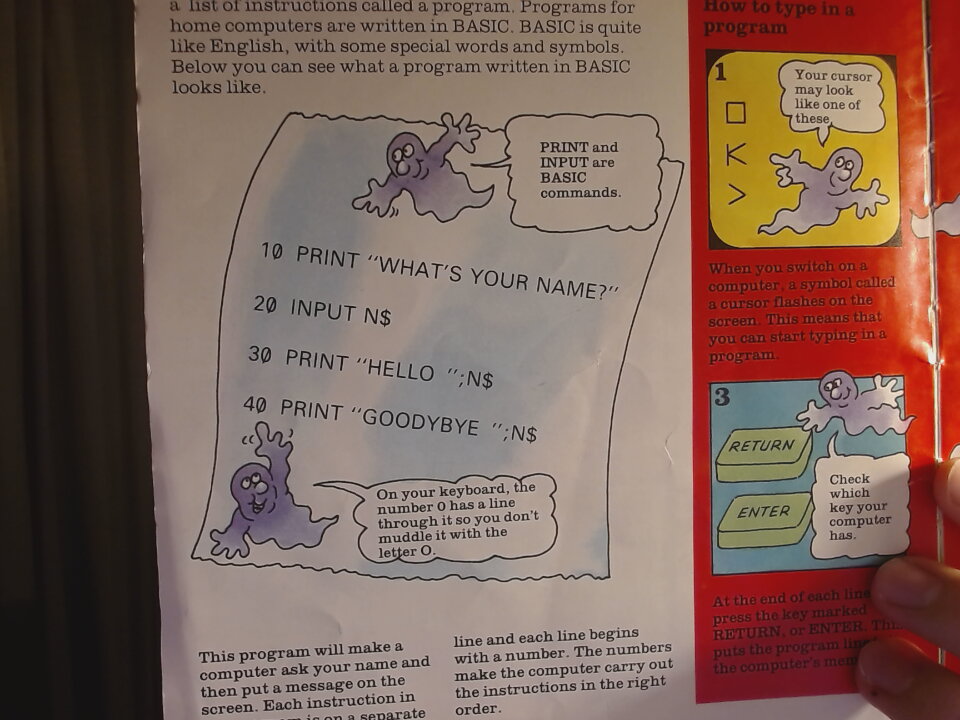 a list of instructions called a program. Programs for
home computers are written in BASIC. BASIC is quite
like English, with some special words and symbols.
Below you can see what a program written in BASIC
looks like.
PRINT and
INPUT are
BASIC
commands.
10 PRINT "WHAT'S YOUR NAME?"
20 INPUT N$
30 PRINT "HELLO ";N$
40 PRINT "GOODYBYE ";N$
On your keyboard, the
number 0 has a line
through it so you don't
muddle it with the
letter O.
This program will make a
computer ask your name and
then put a message on the
screen. Each instruction in
is on a separate
line and each line begins
with a number. The numbers
make the computer carry out
the instructions in the right
order.
How to type in a
program
1
Your cursor
may look
like one of
these.
K
>
When you switch on a
computer, a symbol called
a cursor flashes on the
screen. This means that
you can start typing in a
program.
3
RETURN
ENTER
Check
which
key your
computer
has.
At the end of each line
press the key marked
RETURN, or ENTER.
puts the program
the computer's